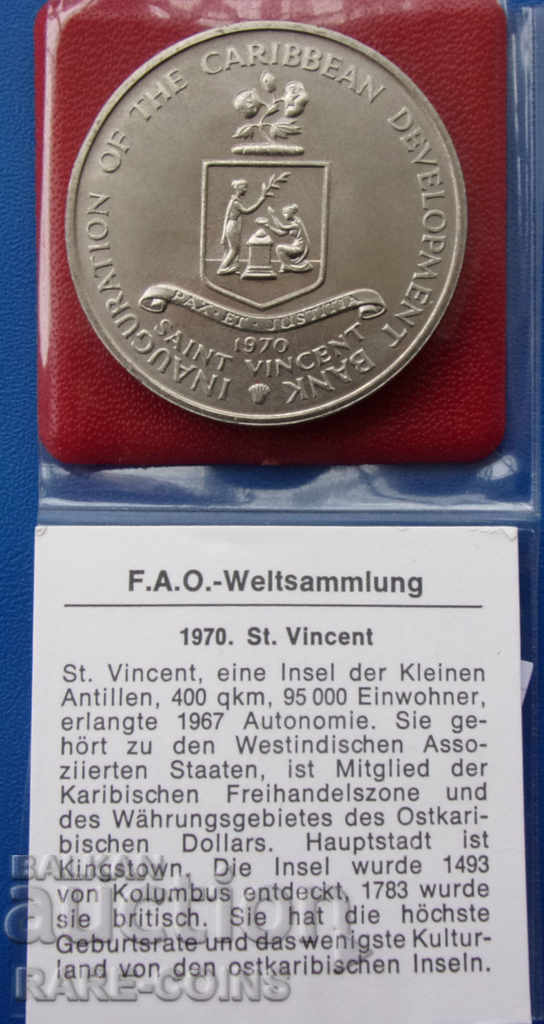 INAUGURATION OF THE CARIBBEAN DEVELOPMENT BANK
PAX · ET · JUSTITIA
1970
SAINT VINCENT
F.A.O.-Weltsammlung
1970. St. Vincent
St. Vincent, eine Insel der Kleinen
Antillen, 400 qkm, 95 000 Einwohner,
erlangte 1967 Autonomie. Sie ge-
hört zu den Westindischen Asso-
ziierten Staaten, ist Mitglied der
Karibischen Freihandelszone und
des Währungsgebietes des Ostkari-
bischen Dollars. Hauptstadt ist
Kingstown. Die Insel wurde 1493
von Kolumbus entdeckt, 1783 wurde
sie britisch. Sie hat die höchste
Geburtsrate und das wenigste Kultur-
land von den ostkaribischen Inseln.
BALKAN
auction
RARE-COINS